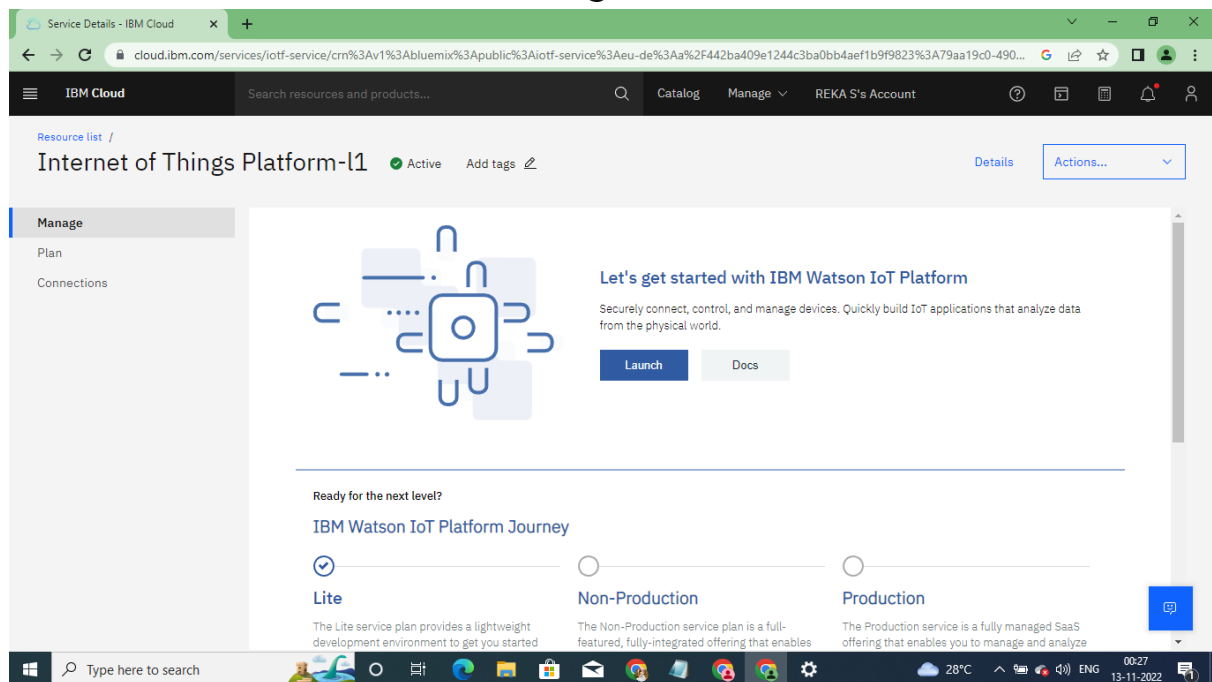 Service Details - IBM Cloud
cloud.ibm.com/services/iotf-service/crn%3Av1%3Abluemix%3Apublic%3Aiotf-service%3Aeu-de%3Aa%2F442ba409e1244c3ba0bb4aef1b9f9823%3A79aa19c0-490...
IBM Cloud
Search resources and products...
Catalog
Manage
REKA S's Account
Resource list /
Internet of Things Platform-l1
Active
Add tags
Details
Actions...
Manage
Plan
Connections
Let's get started with IBM Watson IoT Platform
Securely connect, control, and manage devices. Quickly build IoT applications that analyze data
from the physical world.
Launch
Docs
Ready for the next level?
IBM Watson IoT Platform Journey
Lite
The Lite service plan provides a lightweight
development environment to get you started
Non-Production
The Non-Production service plan is a full-
featured, fully-integrated offering that enables
Production
The Production service is a fully managed SaaS
offering that enables you to manage and analyze
Type here to search
28°C
ENG
00:27
13-11-2022
1